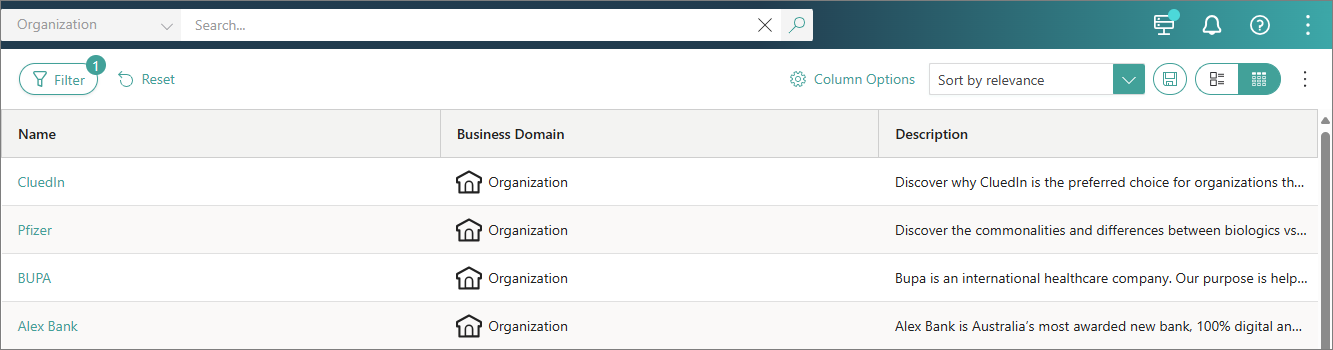 Organization Search...
Filter 1 Reset Column Options Sort by relevance
Name Business Domain Description
CluedIn Organization Discover why CluedIn is the preferred choice for organizations th...
Pfizer Organization Discover the commonalities and differences between biologics vs...
BUPA Organization Bupa is an international healthcare company. Our purpose is help...
Alex Bank Organization Alex Bank is Australia’s most awarded new bank, 100% digital an...